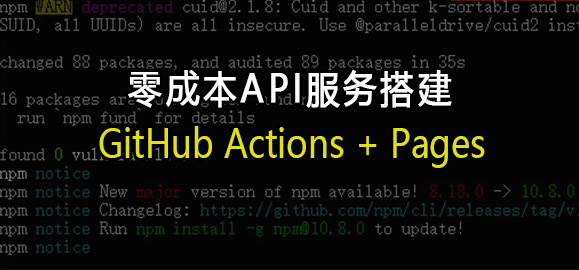 npm WARN deprecated cuid@2.1.8: Cuid and other k-sortable and no
SUID, all UUIDs) are all insecure. Use @paralleldrive/cuid2 inst
changed 88 packages, and audited 89 packages in 35s
零成本API服务搭建
16 packages are
run `npm fund` for details
GitHub Actions + Pages
found 0
npm notice
npm notice New major version of npm available! 8.18.0 -> 10.8.0
npm notice Changelog: https://github.com/npm/cli/releases/tag/v
npm notice Run npm install -g npm@10.8.0 to update!
npm notice